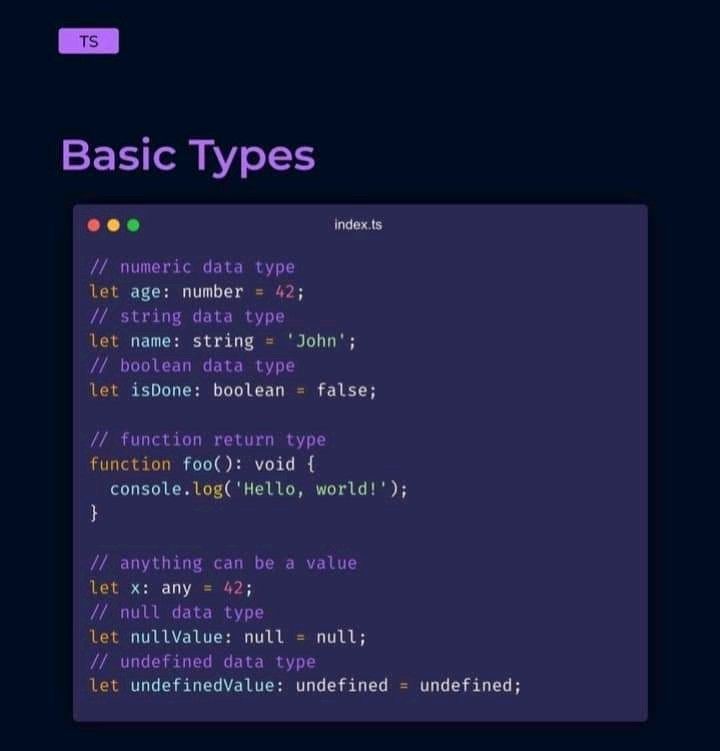 TS
Basic Types
index.ts
// numeric data type
let age: number = 42;
// string data type
let name: string = 'John';
// boolean data type
let isDone: boolean = false;

// function return type
function foo(): void {
  console.log('Hello, world!');
}

// anything can be a value
let x: any = 42;
// null data type
let nullValue: null = null;
// undefined data type
let undefinedValue: undefined = undefined;